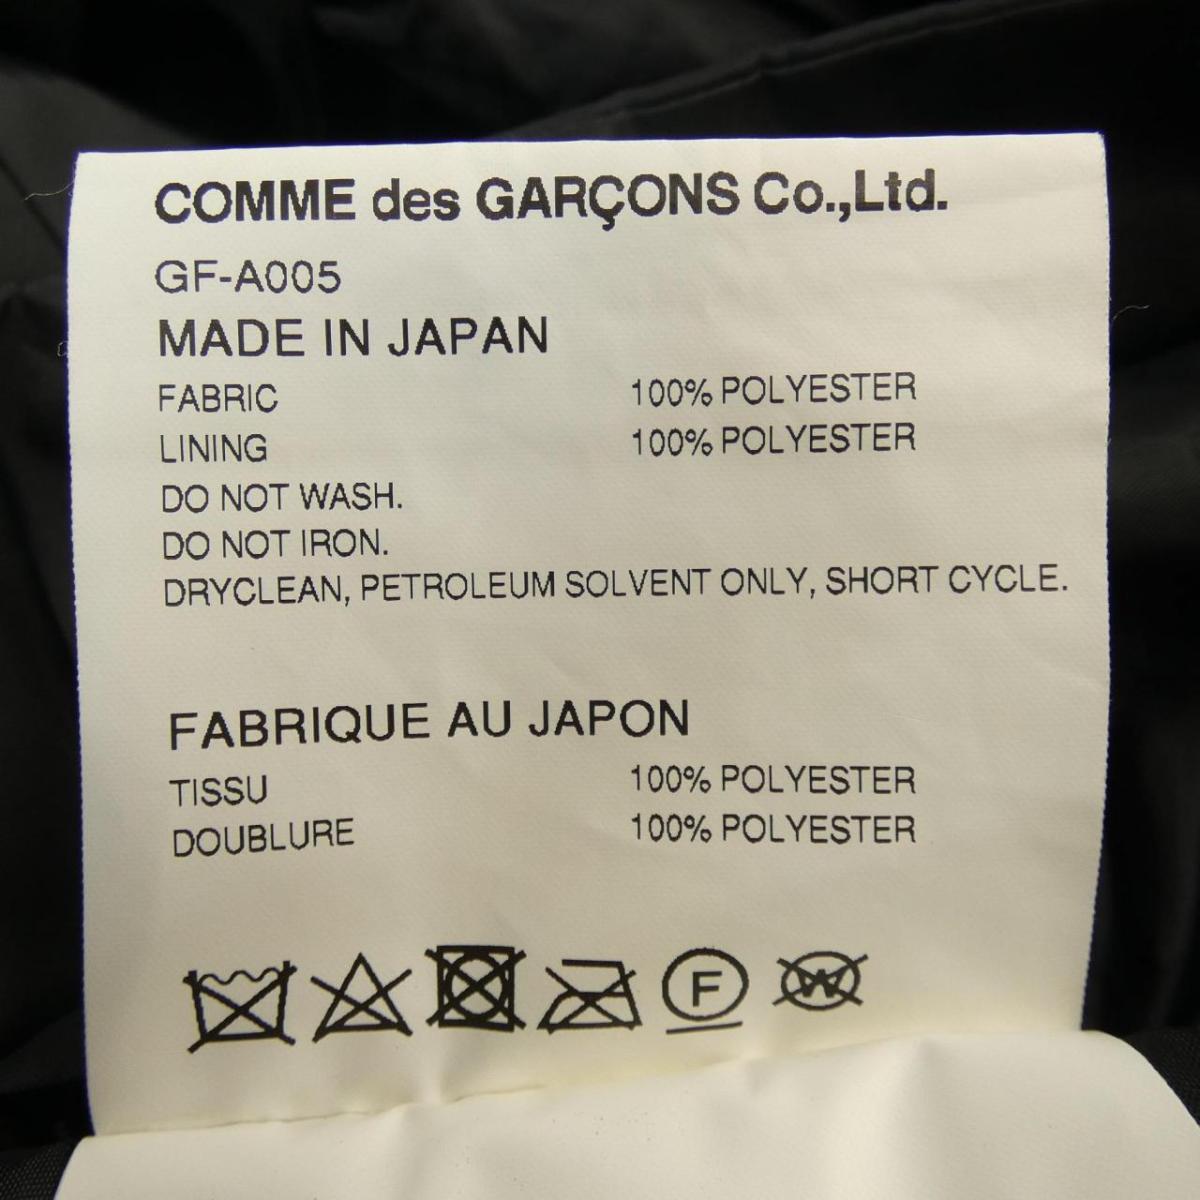 COMME des GARÇONS Co.,Ltd.
GF-A005
MADE IN JAPAN
FABRIC 100% POLYESTER
LINING 100% POLYESTER
DO NOT WASH.
DO NOT IRON.
DRYCLEAN, PETROLEUM SOLVENT ONLY, SHORT CYCLE.
FABRIQUE AU JAPON
TISSU 100% POLYESTER
DOUBLURE 100% POLYESTER
F W